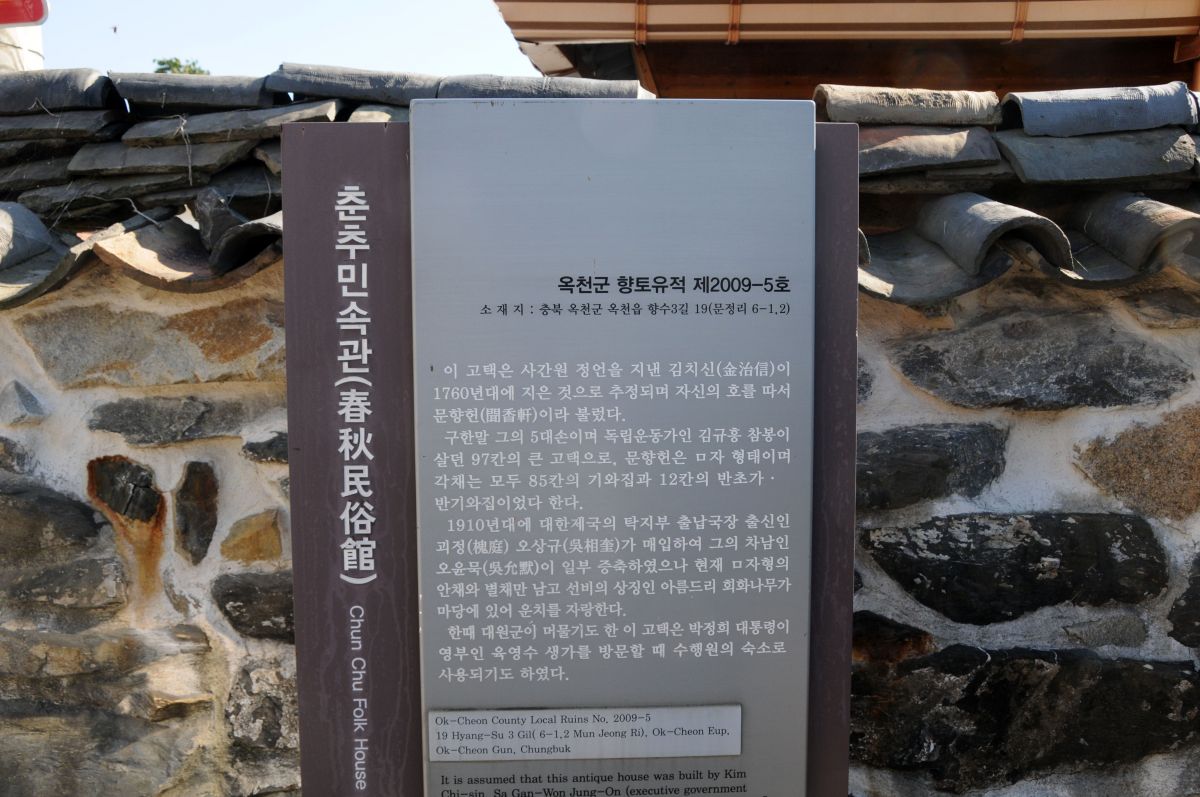 춘추민속관(春秋民俗館)
Chun Chu Folk House
옥천군 향토유적 제2009-5호
소 재 지 : 충북 옥천군 옥천읍 향수3길 19(문정리 6-1.2)
이 고택은 사간원 정언을 지낸 김치신(金治信)이
1760년대에 지은 것으로 추정되며 자신의 호를 따서
문향헌(聞香軒)이라 불렀다.
구한말 그의 5대손이며 독립운동가인 김규흥 참봉이
살던 97칸의 큰 고택으로, 문향헌은 ㅁ자 형태이며
각채는 모두 85칸의 기와집과 12칸의 반초가 ·
반기와집이었다 한다.
1910년대에 대한제국의 탁지부 출납국장 출신인
괴정(槐庭) 오상규(吳相奎)가 매입하여 그의 차남인
오윤묵(吳允默)이 일부 증축하였으나 현재 ㅁ자형의
안채와 별채만 남고 선비의 상징인 아름드리 회화나무가
마당에 있어 운치를 자랑한다.
한때 대원군이 머물기도 한 이 고택은 박정희 대통령이
영부인 육영수 생가를 방문할 때 수행원의 숙소로
사용되기도 하였다.
Ok-Cheon County Local Ruins No. 2009-5
19 Hyang-Su 3 Gil( 6-1.2 Mun Jeong Ri), Ok-Cheon Eup,
Ok-Cheon Gun, Chungbuk
It is assumed that this antique house was built by Kim
Chi-sin, Sa Gan-Won Jung-On (executive government